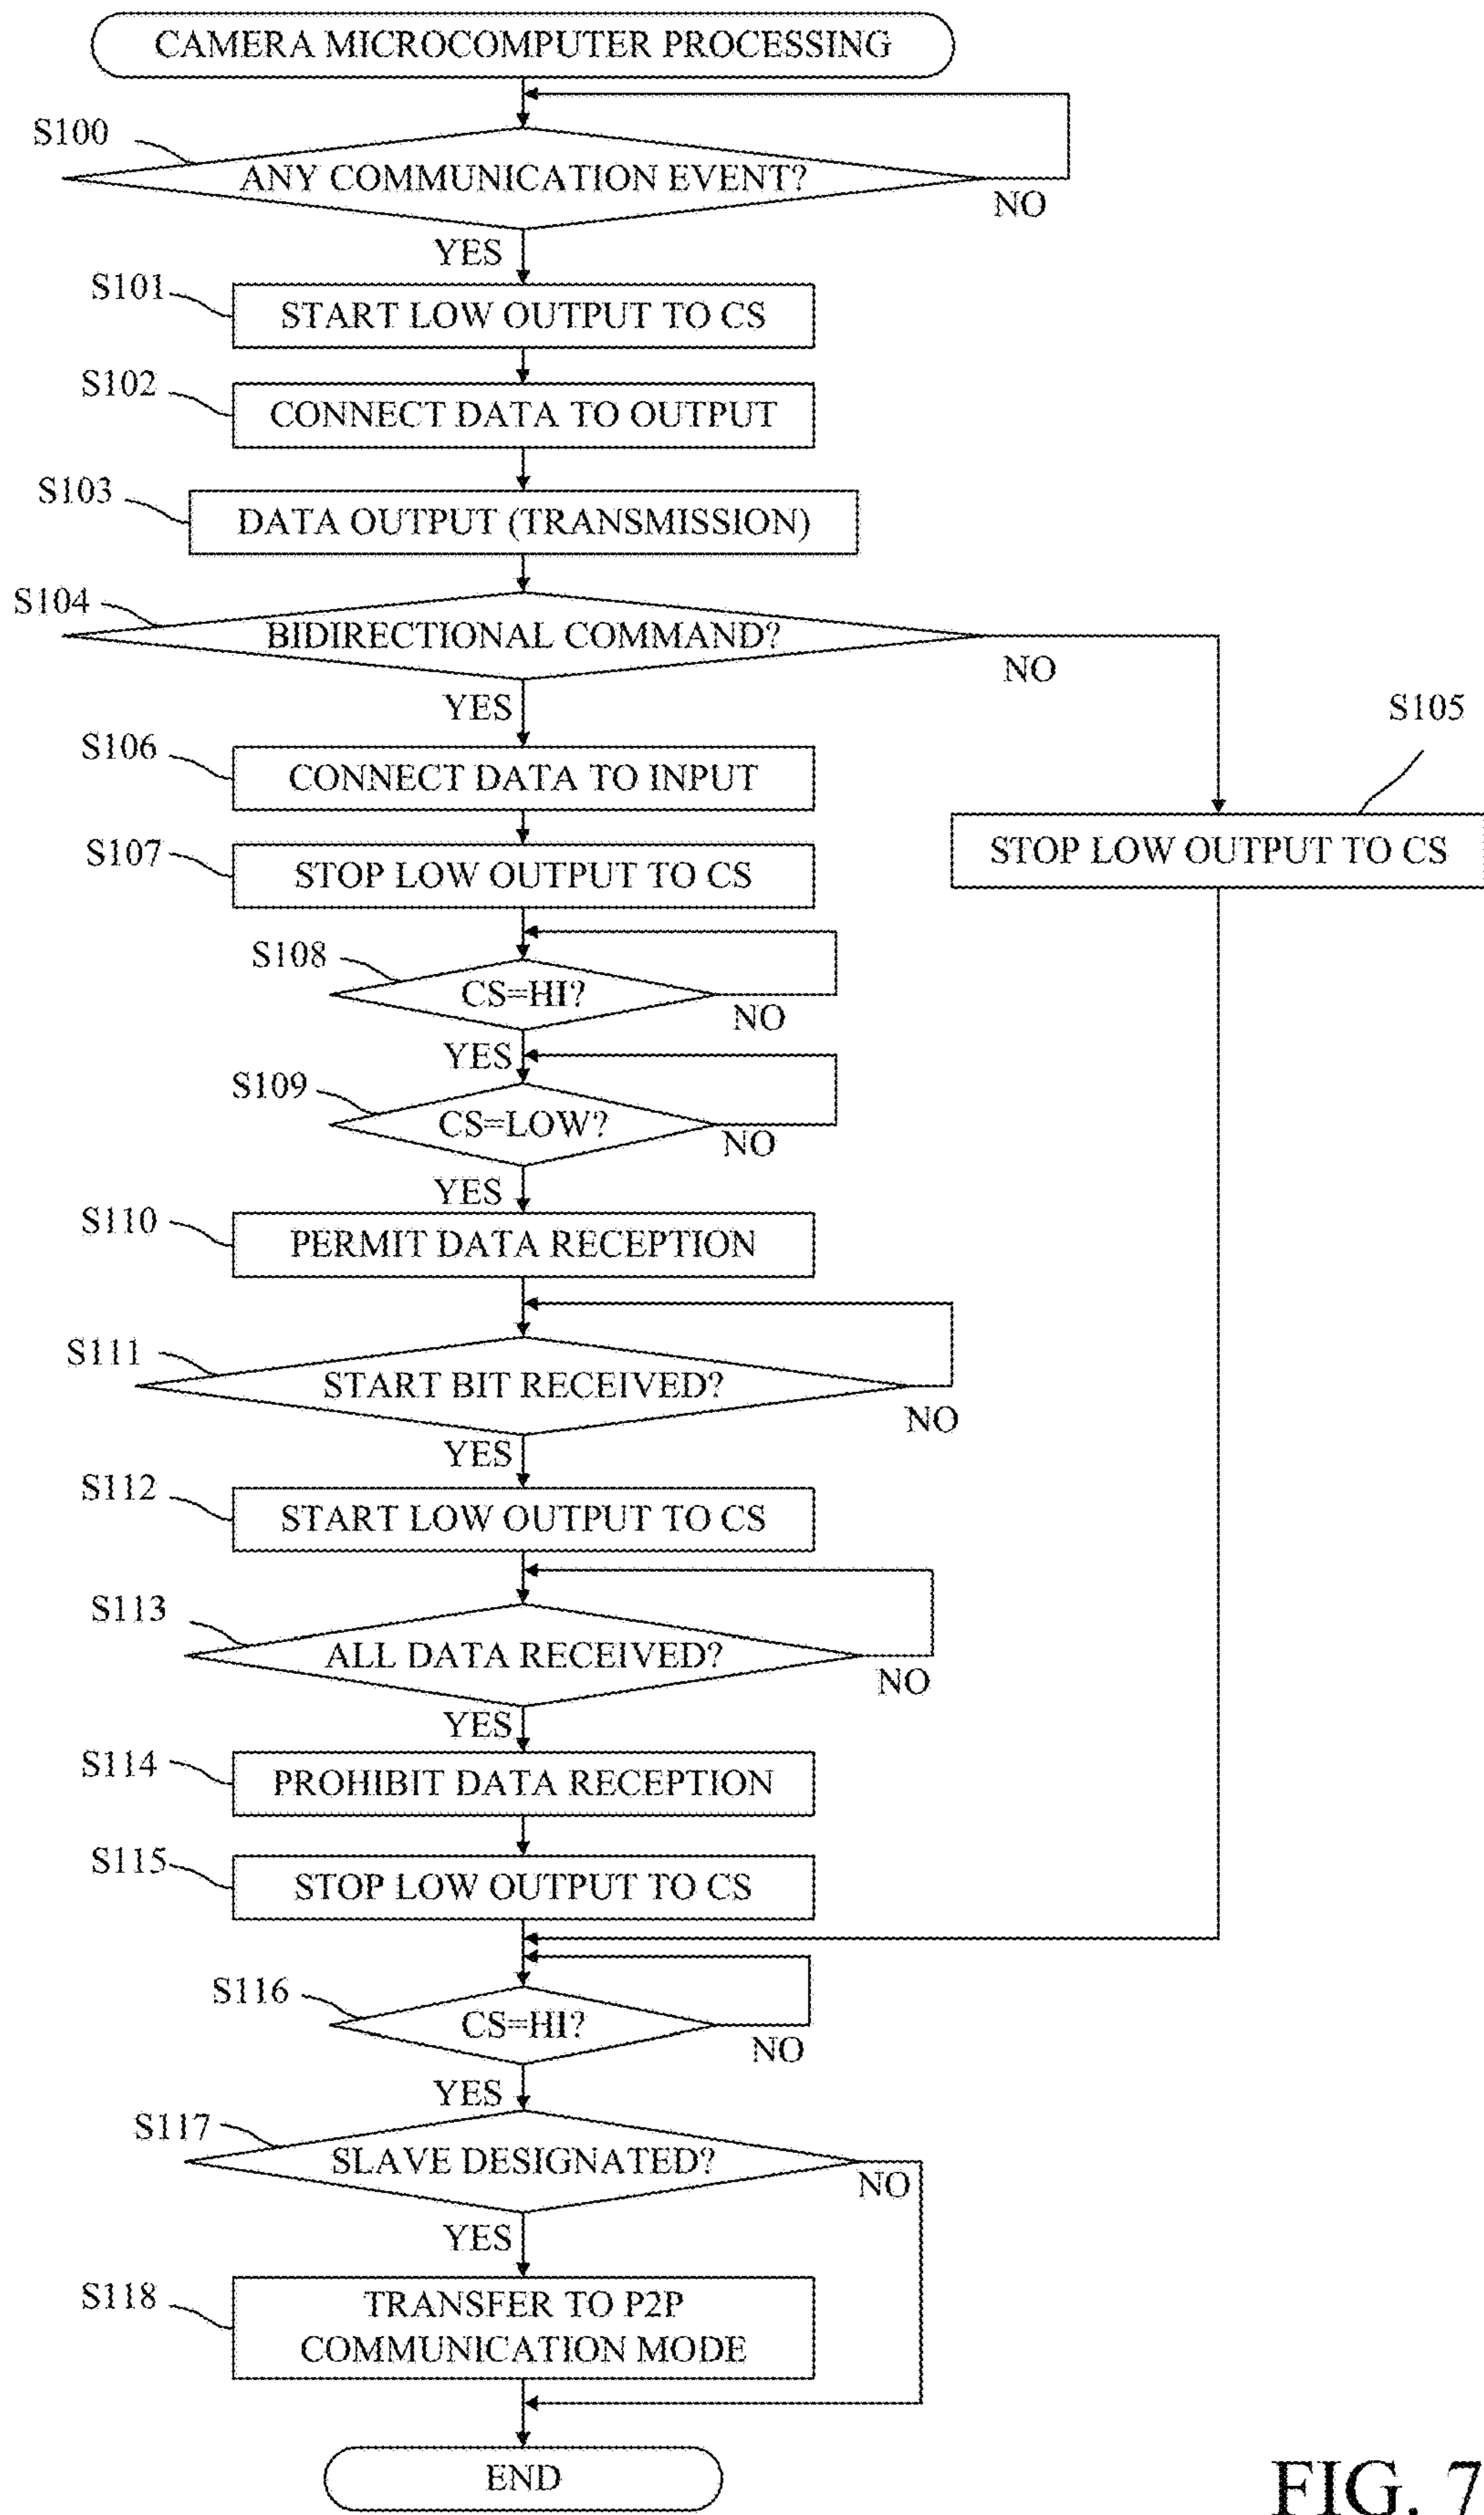 CAMERA MICROCOMPUTER PROCESSING
S100
ANY COMMUNICATION EVENT?
NO
YES
S101
START LOW OUTPUT TO CS
S102
CONNECT DATA TO OUTPUT
S103
DATA OUTPUT (TRANSMISSION)
S104
BIDIRECTIONAL COMMAND?
NO
YES
S105
STOP LOW OUTPUT TO CS
S106
CONNECT DATA TO INPUT
S107
STOP LOW OUTPUT TO CS
S108
CS=HI?
NO
YES
S109
CS=LOW?
NO
YES
S110
PERMIT DATA RECEPTION
S111
START BIT RECEIVED?
NO
YES
S112
START LOW OUTPUT TO CS
S113
ALL DATA RECEIVED?
NO
YES
S114
PROHIBIT DATA RECEPTION
S115
STOP LOW OUTPUT TO CS
S116
CS=HI?
NO
YES
S117
SLAVE DESIGNATED?
NO
YES
S118
TRANSFER TO P2P
COMMUNICATION MODE
END
FIG. 7